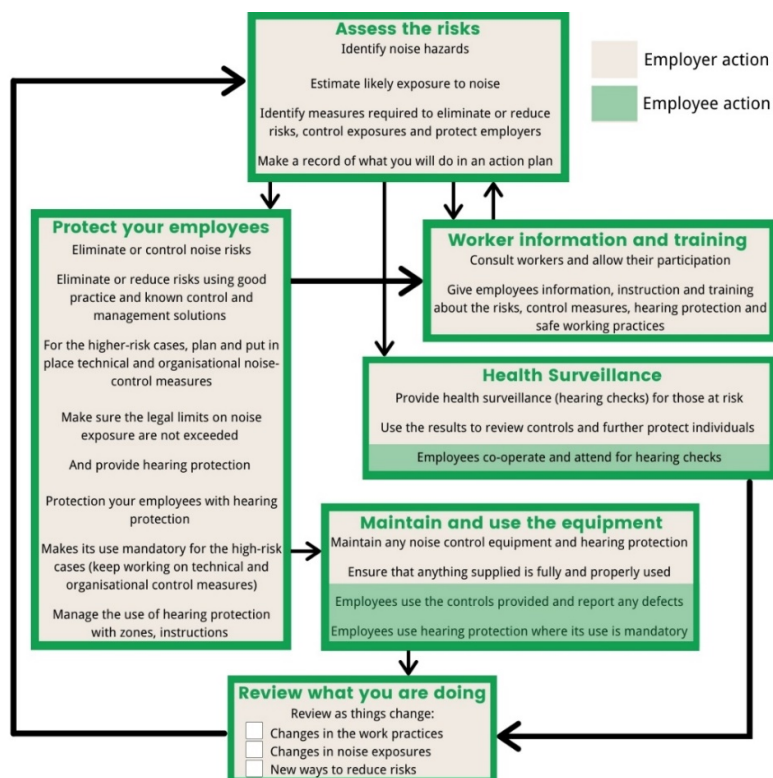 Assess the risks
Identify noise hazards
Estimate likely exposure to noise
Identify measures required to eliminate or reduce
risks, control exposures and protect employers
Make a record of what you will do in an action plan
Employer action
Employee action
Protect your employees
Eliminate or control noise risks
Eliminate or reduce risks using good
practice and known control and
management solutions
For the higher-risk cases, plan and put in
place technical and organisational noise-
control measures
Make sure the legal limits on noise
exposure are not exceeded
And provide hearing protection
Protection your employees with hearing
protection
Makes its use mandatory for the high-risk
cases (keep working on technical and
organisational control measures)
Manage the use of hearing protection
with zones, instructions
Worker information and training
Consult workers and allow their participation
Give employees information, instruction and training
about the risks, control measures, hearing protection and
safe working practices
Health Surveillance
Provide health surveillance (hearing checks) for those at risk
Use the results to review controls and further protect individuals
Employees co-operate and attend for hearing checks
Maintain and use the equipment
Maintain any noise control equipment and hearing protection
Ensure that anything supplied is fully and properly used
Employees use the controls provided and report any defects
Employees use hearing protection where its use is mandatory
Review what you are doing
Review as things change:
Changes in the work practices
Changes in noise exposures
New ways to reduce risks